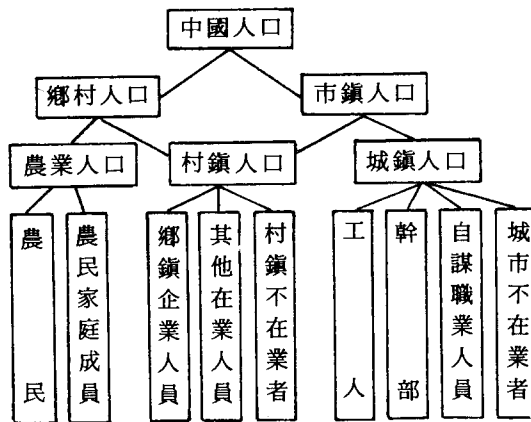 中國人口
鄉村人口
市鎮人口
農業人口
村鎮人口
城鎮人口
農民
農民家庭成員
鄉鎮企業人員
其他在業人員
村鎮不在業者
工人
幹部
自謀職業人員
城市不在業者